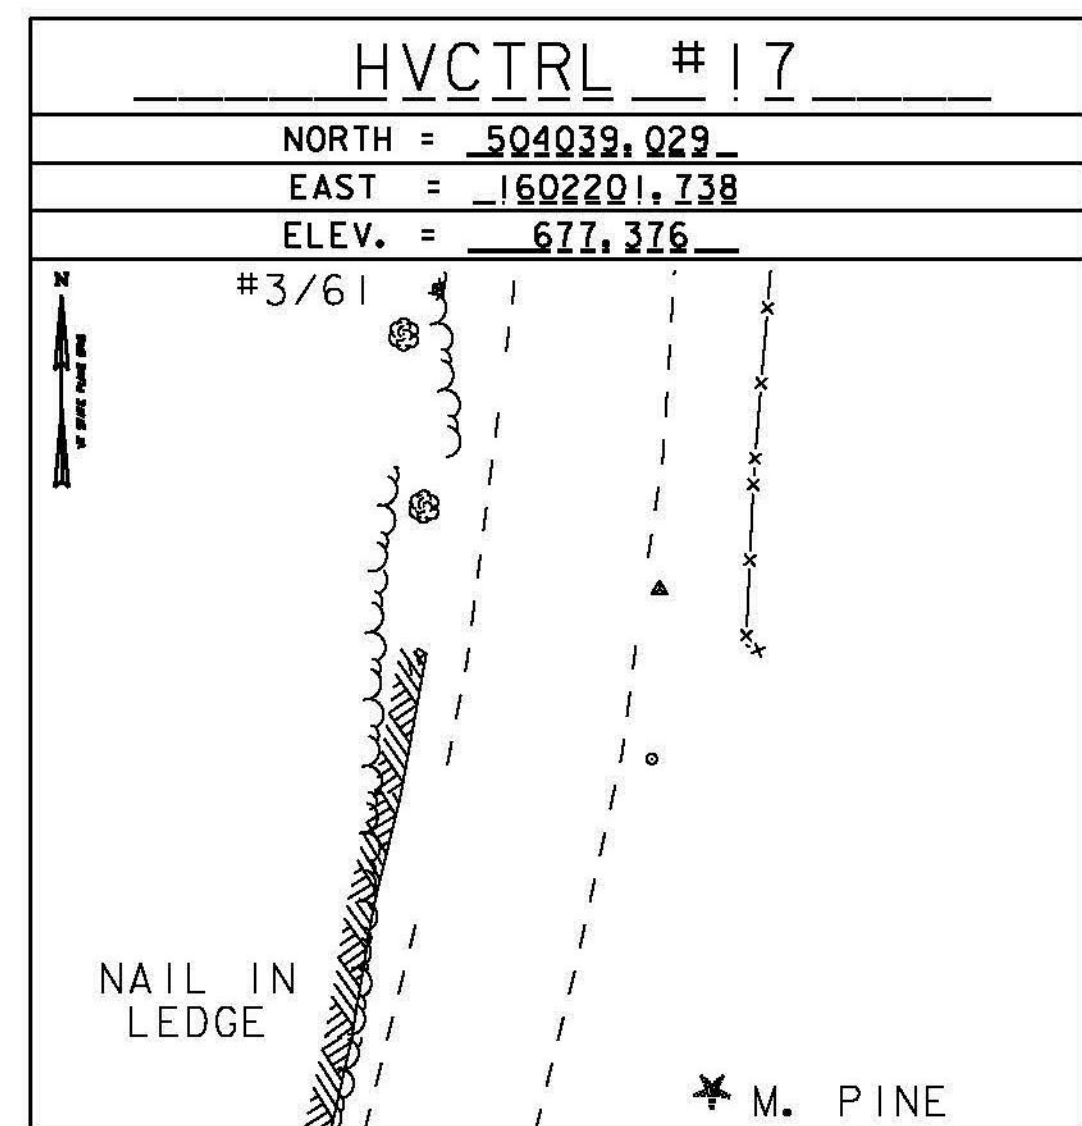 HVCTRL #17
NORTH = 504039.029
EAST = 1602201.738
ELEV. = 677.376
N
#3/61
NAIL IN
LEDGE
M. PINE